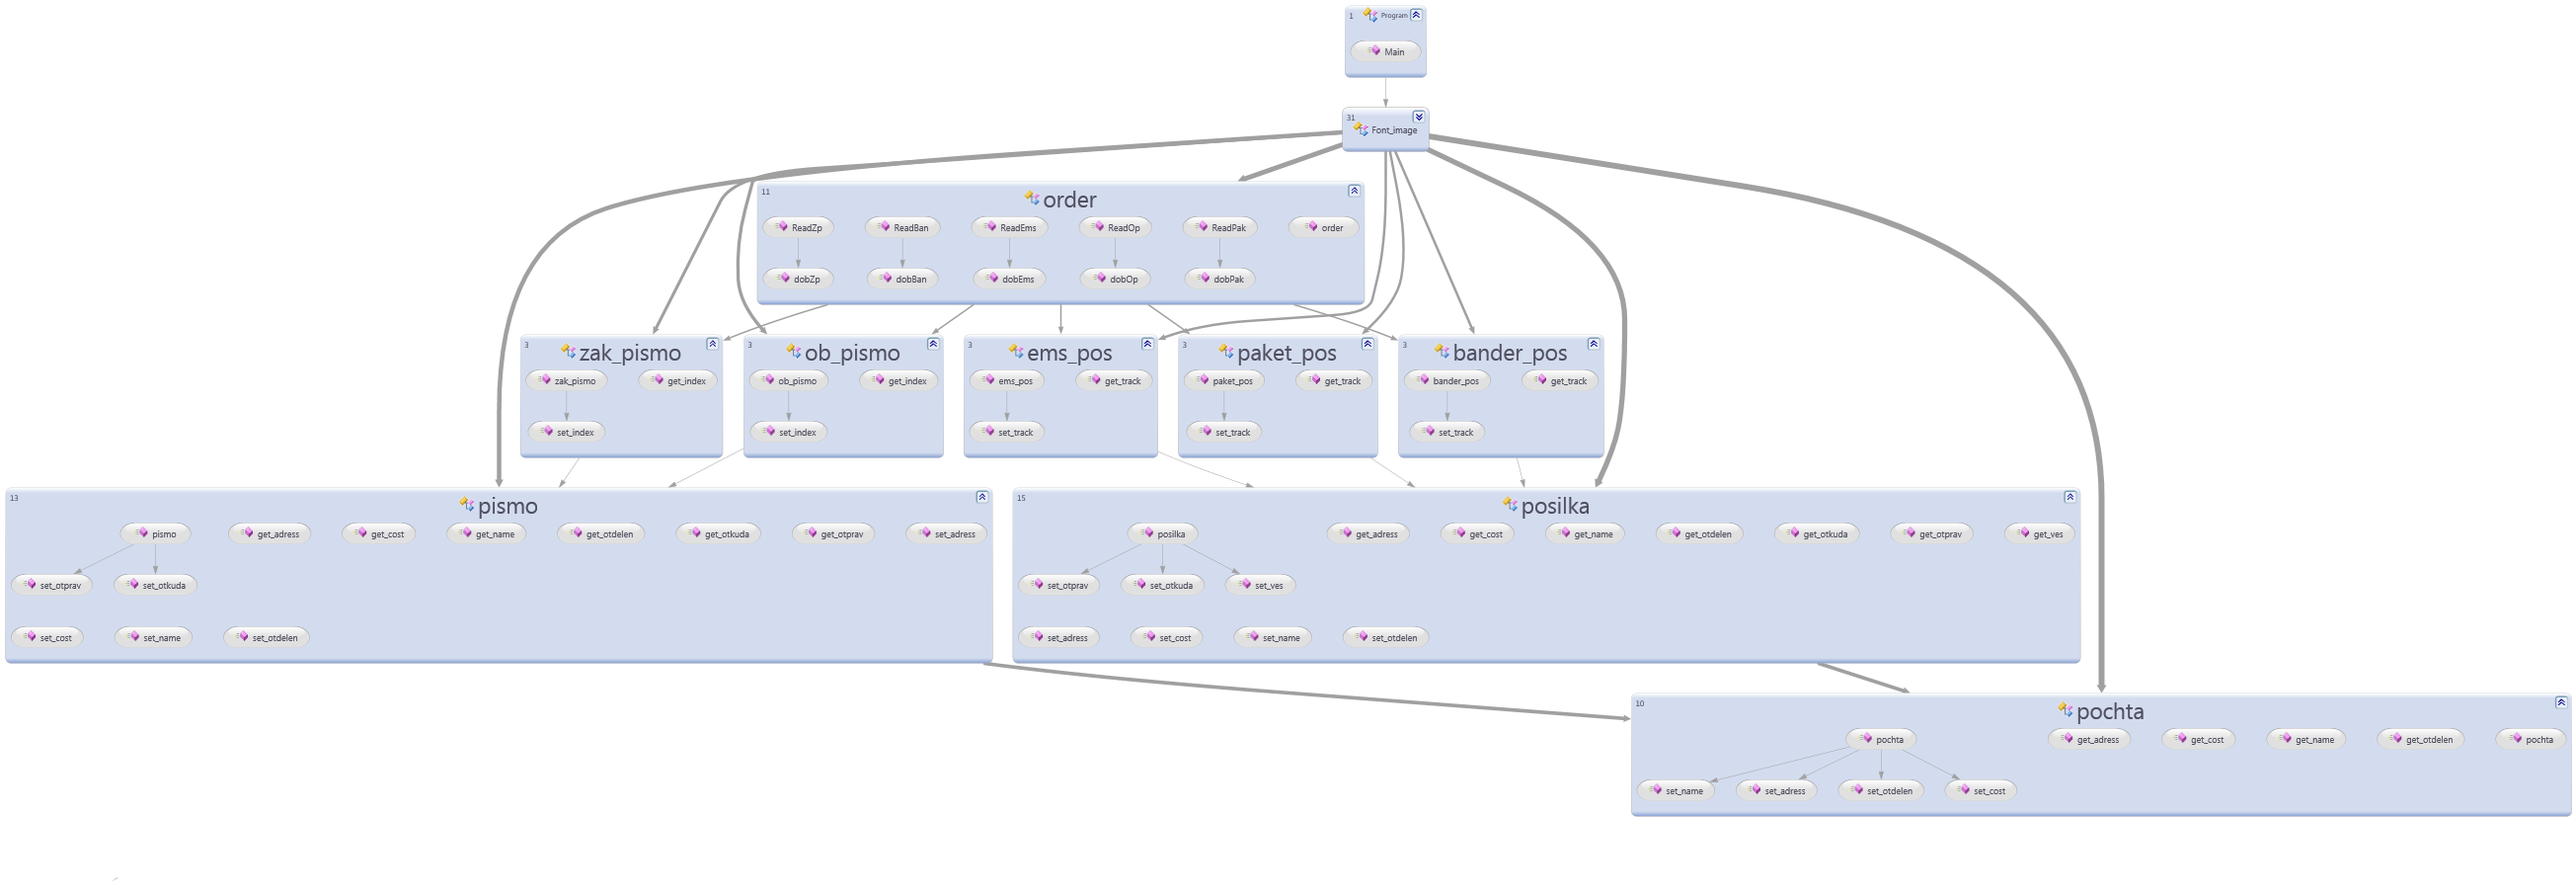 1 Program
Main
31
Font_image
11
order
ReadZp ReadBan ReadEms ReadOp ReadPak order
dobZp dobBan dobEms dobOp dobPak
3
zak_pismo
zak_pismo get_index
set_index
3
ob_pismo
ob_pismo get_index
set_index
3
ems_pos
ems_pos get_track
set_track
3
paket_pos
paket_pos get_track
set_track
3
bander_pos
bander_pos get_track
set_track
13
pismo
pismo get_adress get_cost get_name get_otdelen get_otkuda get_otprav set_adress
set_otprav set_otkuda
set_cost set_name set_otdelen
15
posilka
posilka get_adress get_cost get_name get_otdelen get_otkuda get_otprav get_ves
set_otprav set_otkuda set_ves
set_adress set_cost set_name set_otdelen
10
pochta
pochta get_adress get_cost get_name get_otdelen pochta
set_name set_adress set_otdelen set_cost